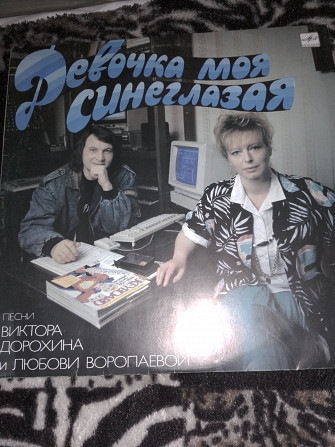 Девочка моя
синеглазая
ПЕСНИ
ВИКТОРА
ДОРОХИНА
И ЛЮБОВИ ВОРОПАЕВОЙ